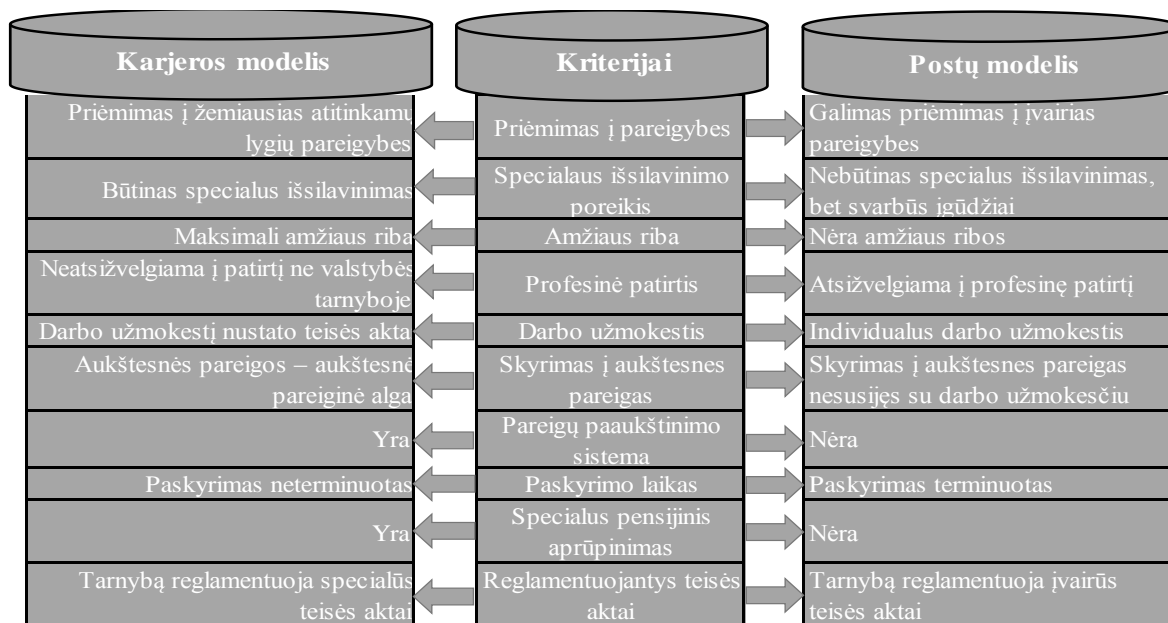 Karjeros modelis
Kriterijai
Postų modelis
Priėmimas į žemiausias atitinkamų
lygių pareigybes
Priėmimas į pareigybes
Galimas priėmimas į įvairias
pareigybes
Būtinas specialus išsilavinimas
Specialaus išsilavinimo
poreikis
Nebūtinas specialus išsilavinimas,
bet svarbūs įgūdžiai
Maksimali amžiaus riba
Amžiaus riba
Nėra amžiaus ribos
Neatsižvelgiama į patirtį ne valstybės
tarnyboje
Profesinė patirtis
Atsižvelgiama į profesinę patirtį
Darbo užmokestį nustato teisės akta
Darbo užmokestis
Individualus darbo užmokestis
Aukštesnės pareigos – aukštesnė
pareiginė alga
Skyrimas į aukštesnes
pareigas
Skyrimas į aukštesnes pareigas
nesusijęs su darbo užmokesčiu
Yra
Pareigų paaukštinimo
sistema
Nėra
Paskyrimas neterminuotas
Paskyrimo laikas
Paskyrimas terminuotas
Yra
Specialus pensijinis
aprūpinimas
Nėra
Tarnybą reglamentuoja specialūs
teisės aktai
Reglamentuojantys teisės
aktai
Tarnybą reglamentuoja įvairūs
teisės aktai